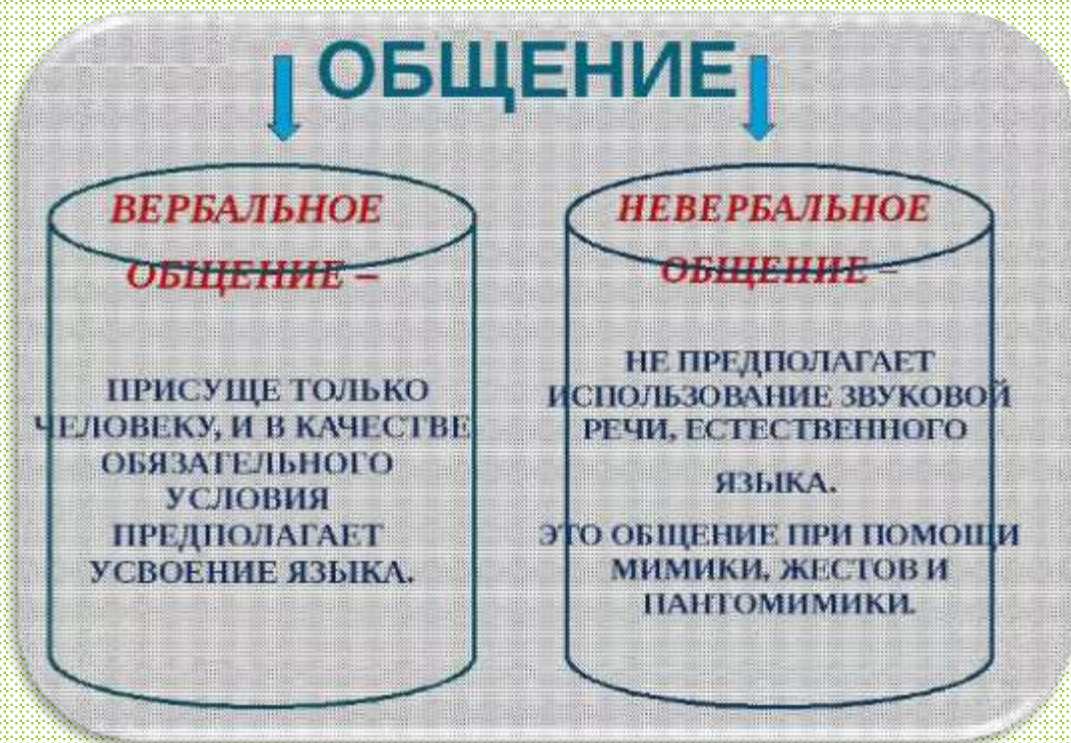 ОБЩЕНИЕ
ВЕРБАЛЬНОЕ
ОБЩЕНИЕ –
ПРИСУЩЕ ТОЛЬКО
ЧЕЛОВЕКУ, И В КАЧЕСТВЕ
ОБЯЗАТЕЛЬНОГО
УСЛОВИЯ
ПРЕДПОЛАГАЕТ
УСВОЕНИЕ ЯЗЫКА.
НЕВЕРБАЛЬНОЕ
ОБЩЕНИЕ –
НЕ ПРЕДПОЛАГАЕТ
ИСПОЛЬЗОВАНИЕ ЗВУКОВОЙ
РЕЧИ, ЕСТЕСТВЕННОГО
ЯЗЫКА.
ЭТО ОБЩЕНИЕ ПРИ ПОМОЩИ
МИМИКИ, ЖЕСТОВ И
ПАНТОМИМИКИ.